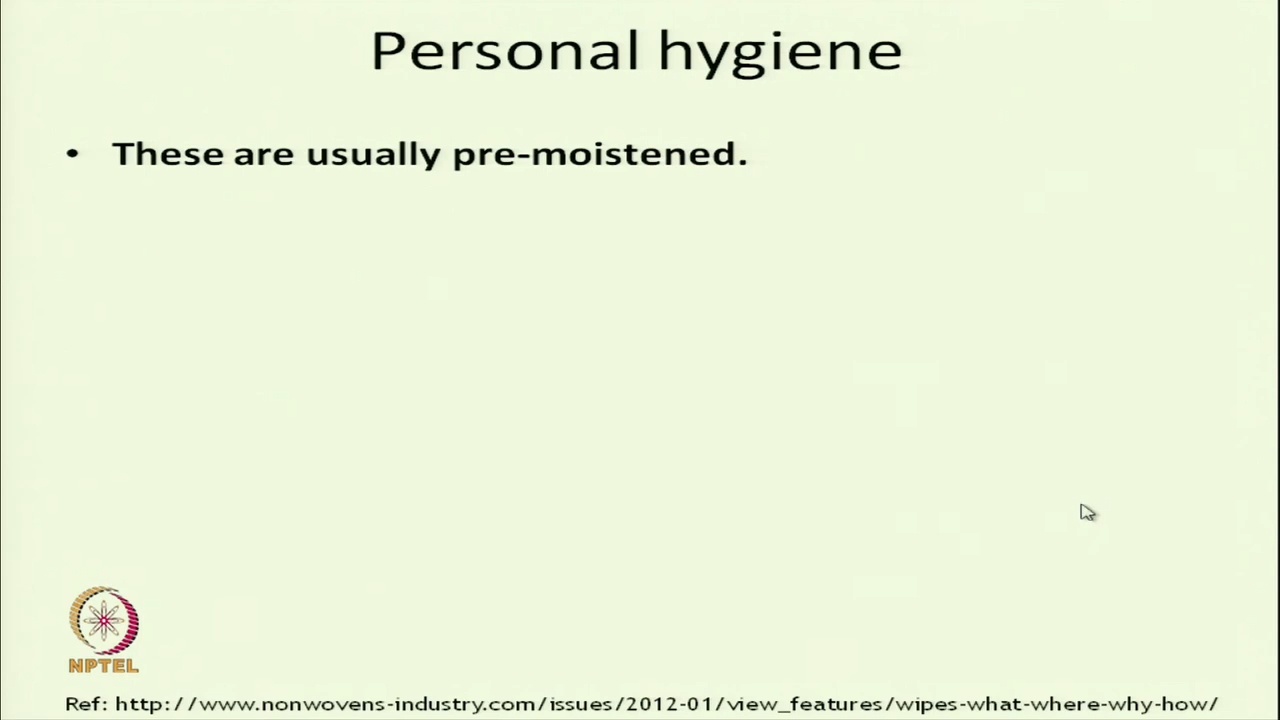 Personal hygiene
• These are usually pre-moistened.
NPTEL
Ref: http://www.nonwovens-industry.com/issues/2012-01/view_features/wipes-what-where-why-how/